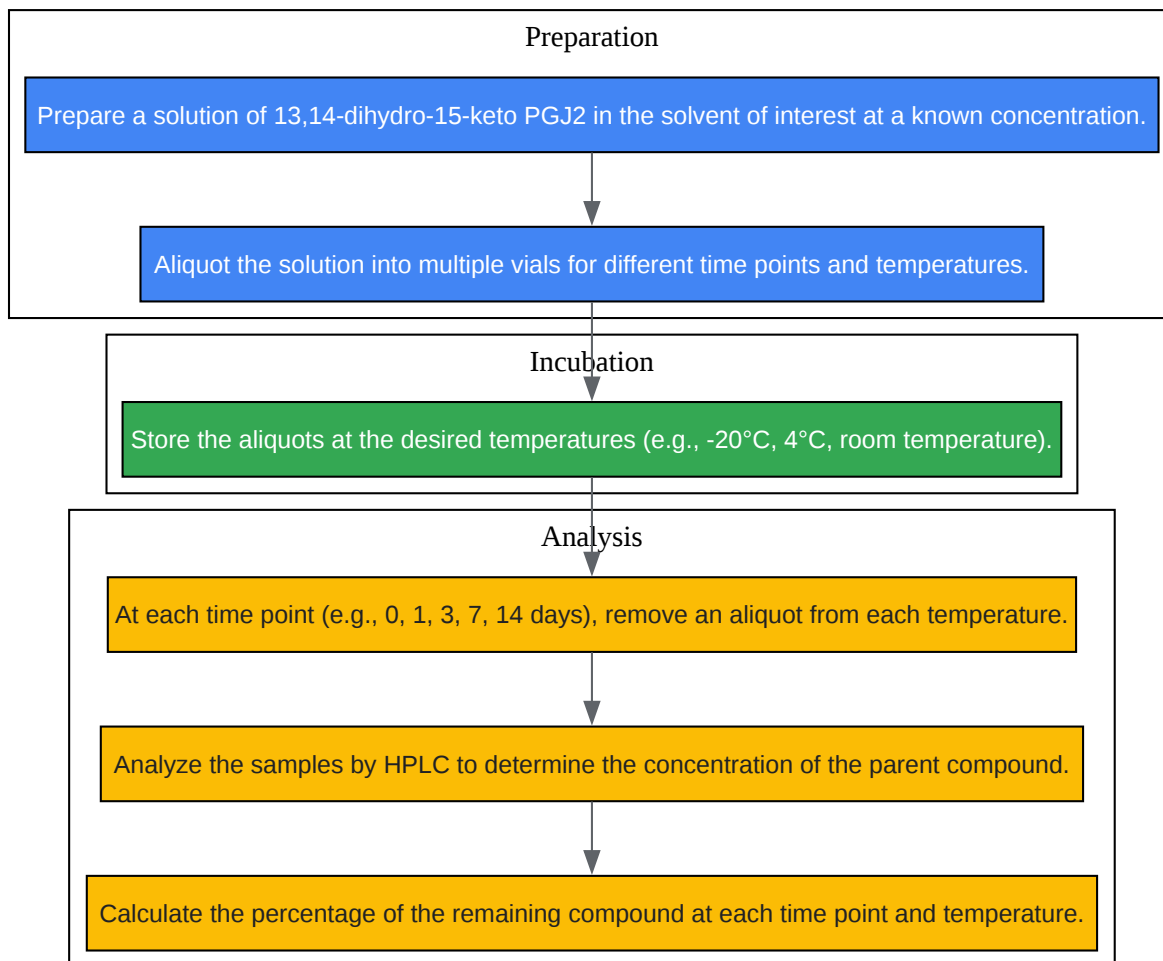 Preparation
Prepare a solution of 13,14-dihydro-15-keto PGJ2 in the solvent of interest at a known concentration.
Aliquot the solution into multiple vials for different time points and temperatures.
Incubation
Store the aliquots at the desired temperatures (e.g., -20°C, 4°C, room temperature).
Analysis
At each time point (e.g., 0, 1, 3, 7, 14 days), remove an aliquot from each temperature.
Analyze the samples by HPLC to determine the concentration of the parent compound.
Calculate the percentage of the remaining compound at each time point and temperature.